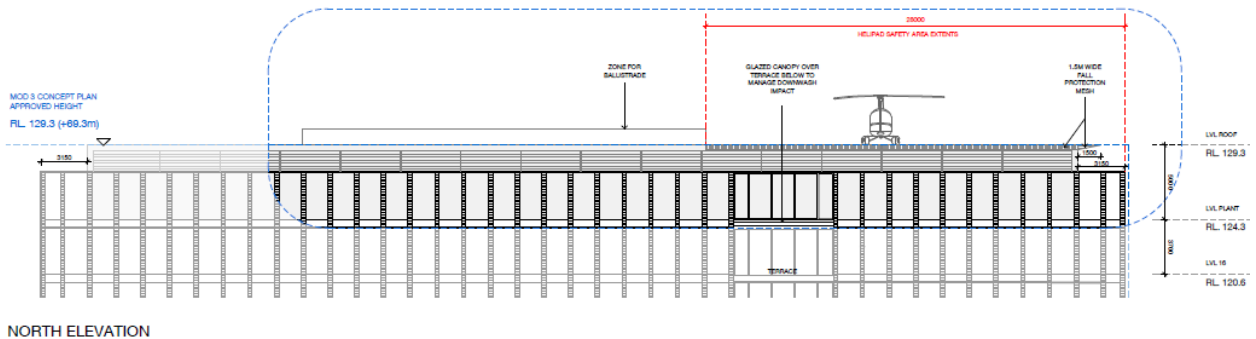 28000
HELIPAD SAFETY AREA EXTENTS
ZONE FOR
BALUSTRADE
GLAZED CANOPY OVER
TERRACE BELOW TO
MANAGE DOWNWASH
IMPACT
1.5M WIDE
FALL
PROTECTION
MESH
MOD 3 CONCEPT PLAN
APPROVED HEIGHT
RL. 129.3 (+69.3m)
LVL ROOF
RL. 129.3
3150
1500
3150
5000
LVL PLANT
RL. 124.3
3700
LVL 16
RL. 120.6
TERRACE
NORTH ELEVATION